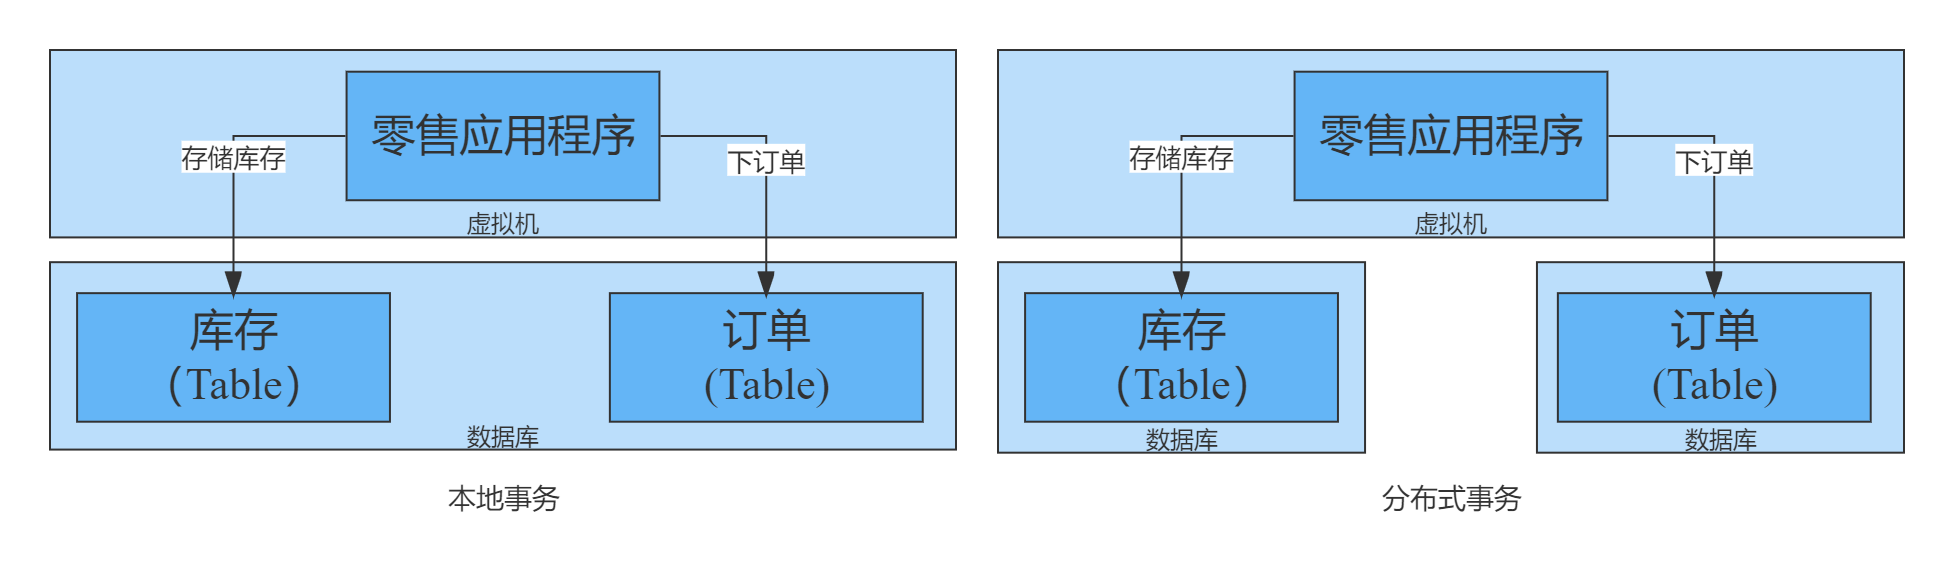 零售应用程序
存储库存
下订单
虚拟机
库存
（Table）
订单
(Table)
数据库
本地事务
零售应用程序
存储库存
下订单
虚拟机
库存
（Table）
数据库
订单
(Table)
数据库
分布式事务